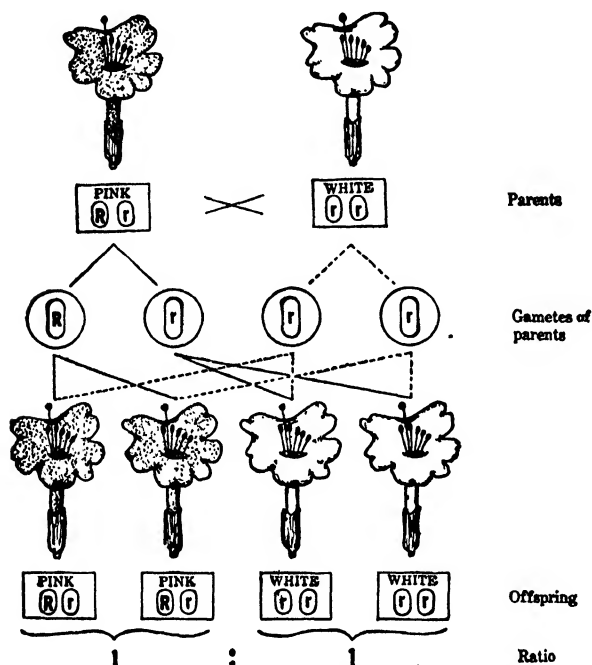 PINK WHITE
R r r r Parents
R r r r Gametes of
parents
PINK PINK WHITE WHITE
R r R r r r r r Offspring
1 : 1 Ratio